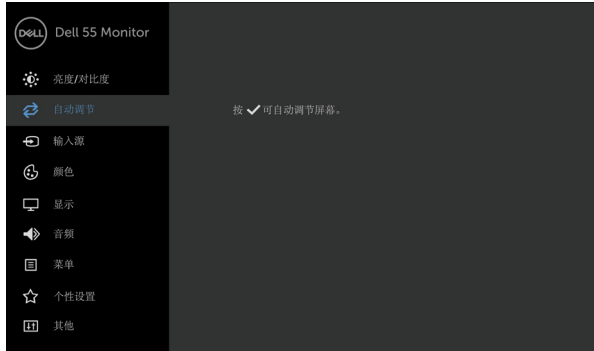 DELL Dell 55 Monitor
亮度/对比度
自动调节
按 ✓ 可自动调节屏幕。
输入源
颜色
显示
音频
菜单
个性设置
其他